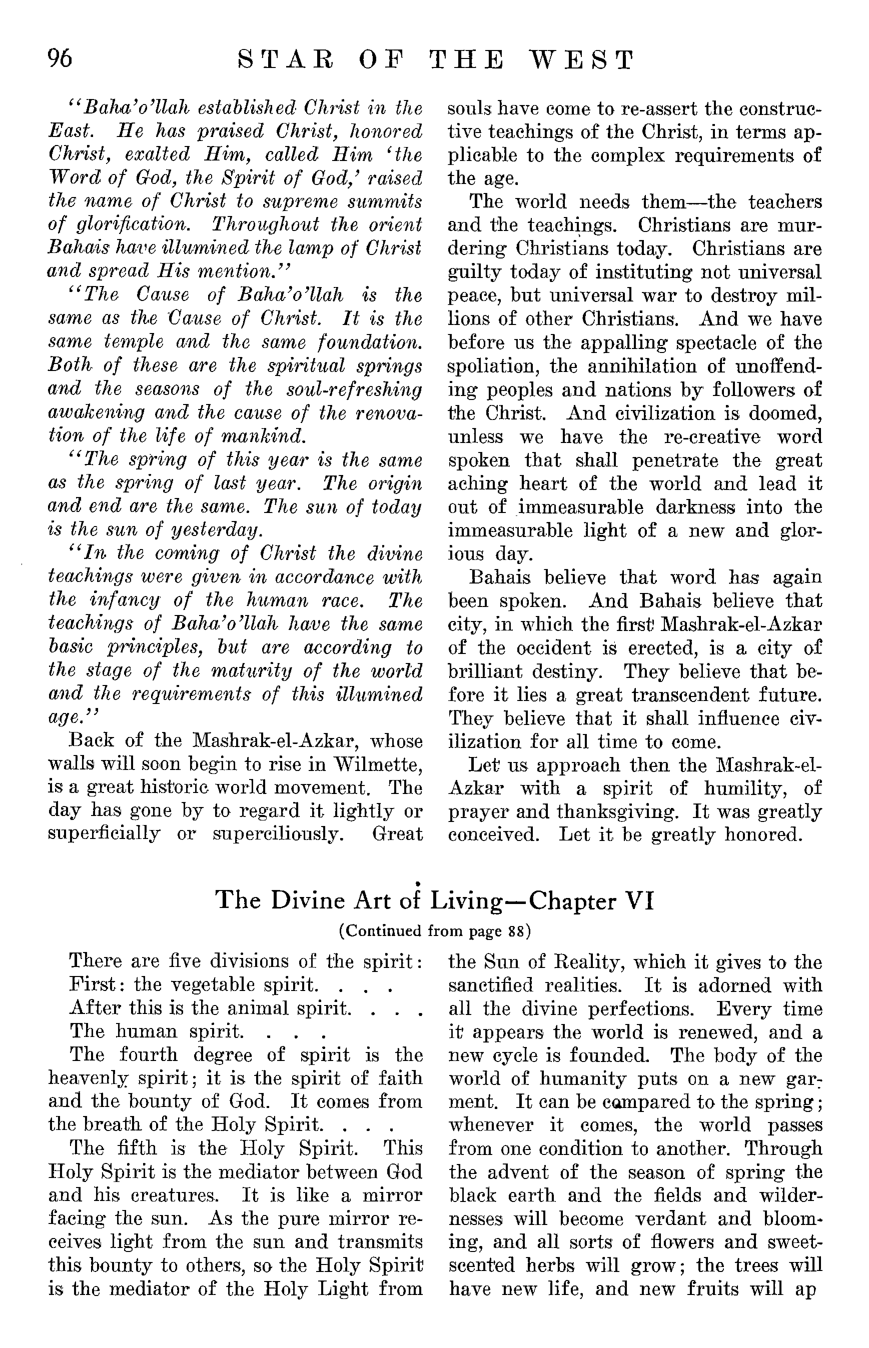 96 STAR OF THE WEST
“Baha’o’llah established Christ in the
East. He has praised Christ, honored
Christ, exalted Him, called Him ‘the
Word of God, the Spirit of God,’ raised
the name of Christ to supreme summits
of glorification. Throughout the orient
Bahais have illumined the lamp of Christ
and spread His mention.”
“The Cause of Baha’o’llah is the
same as the Cause of Christ. It is the
same temple and the same foundation.
Both of these are the spiritual springs
and the seasons of the soul-refreshing
awakening and the cause of the renova-
tion of the life of mankind.
“The spring of this year is the same
as the spring of last year. The origin
and end are the same. The sun of today
is the sun of yesterday.
“In the coming of Christ the divine
teachings were given in accordance with
the infancy of the human race. The
teachings of Baha’o’llah have the same
basic principles, but are according to
the stage of the maturity of the world
and the requirements of this illumined
age.”
Back of the Mashrak-el-Azkar, whose
walls will soon begin to rise in Wilmette,
is a great historic world movement. The
day has gone by to regard it lightly or
superficially or superciliously. Great
souls have come to re-assert the construc-
tive teachings of the Christ, in terms ap-
plicable to the complex requirements of
the age.
The world needs them—the teachers
and the teachings. Christians are mur-
dering Christians today. Christians are
guilty today of instituting not universal
peace, but universal war to destroy mil-
lions of other Christians. And we have
before us the appalling spectacle of the
spoliation, the annihilation of unoffend-
ing peoples and nations by followers of
the Christ. And civilization is doomed,
unless we have the re-creative word
spoken that shall penetrate the great
aching heart of the world and lead it
out of immeasurable darkness into the
immeasurable light of a new and glor-
ious day.
Bahais believe that word has again
been spoken. And Bahais believe that
city, in which the first Mashrak-el-Azkar
of the occident is erected, is a city of
brilliant destiny. They believe that be-
fore it lies a great transcendent future.
They believe that it shall influence civ-
ilization for all time to come.
Let us approach then the Mashrak-el-
Azkar with a spirit of humility, of
prayer and thanksgiving. It was greatly
conceived. Let it be greatly honored.
The Divine Art of Living—Chapter VI
(Continued from page 88)
There are five divisions of the spirit:
First: the vegetable spirit. . . .
After this is the animal spirit. . . .
The human spirit. . . .
The fourth degree of spirit is the
heavenly spirit; it is the spirit of faith
and the bounty of God. It comes from
the breath of the Holy Spirit. . . .
The fifth is the Holy Spirit. This
Holy Spirit is the mediator between God
and his creatures. It is like a mirror
facing the sun. As the pure mirror re-
ceives light from the sun and transmits
this bounty to others, so the Holy Spirit
is the mediator of the Holy Light from
the Sun of Reality, which it gives to the
sanctified realities. It is adorned with
all the divine perfections. Every time
it appears the world is renewed, and a
new cycle is founded. The body of the
world of humanity puts on a new gar-
ment. It can be compared to the spring;
whenever it comes, the world passes
from one condition to another. Through
the advent of the season of spring the
black earth and the fields and wilder-
nesses will become verdant and bloom-
ing, and all sorts of flowers and sweet-
scented herbs will grow; the trees will
have new life, and new fruits will ap